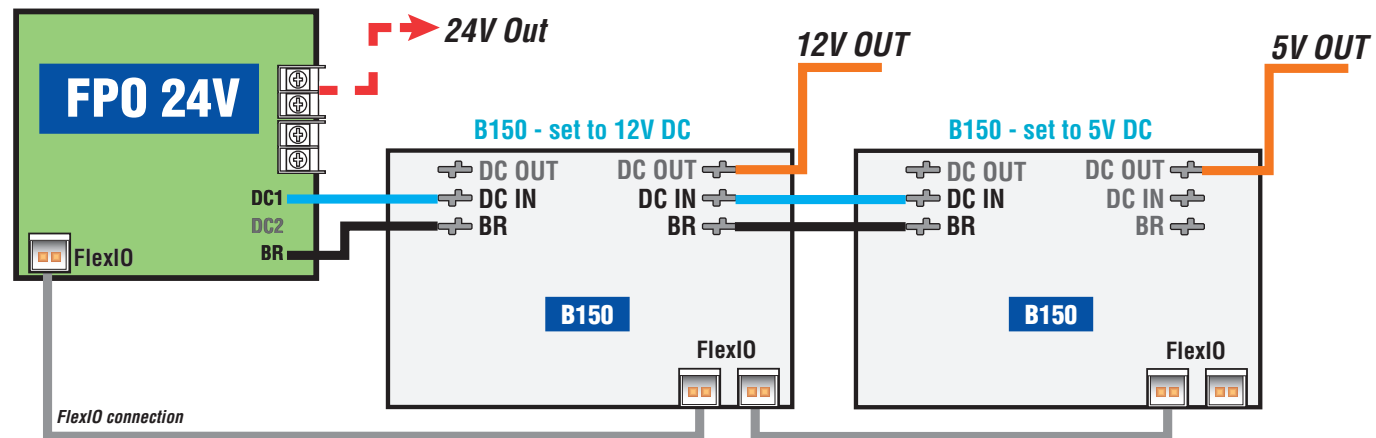 24V Out
12V OUT
5V OUT
FPO 24V
B150 - set to 12V DC
B150 - set to 5V DC
DC OUT
DC OUT
DC OUT
DC OUT
DC1
DC IN
DC IN
DC IN
DC IN
DC2
BR
BR
BR
BR
BR
FlexIO
B150
B150
FlexIO
FlexIO
FlexIO connection